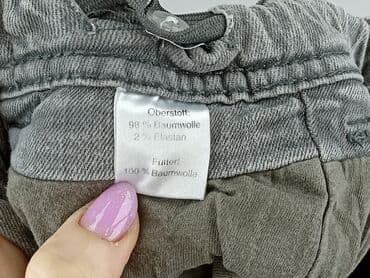 Oberstoff:
98 % Baumwolle
2 % Elastan
Futter:
100 % Baumwolle